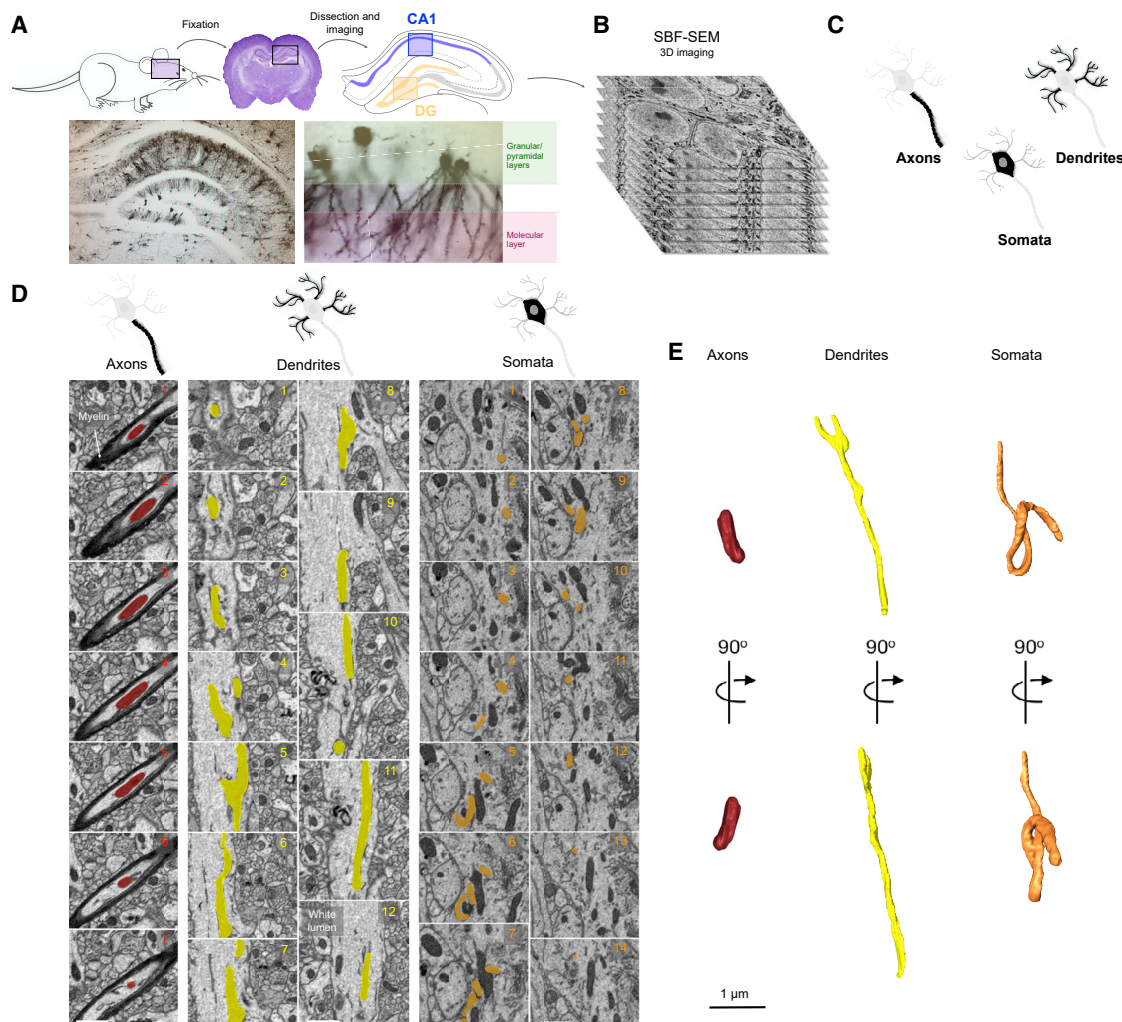 A
Fixation
Dissection and
imaging
CA1
DG
Granular/
pyramidal
layers
Molecular
layer
B
SBF-SEM
3D imaging
C
Axons
Dendrites
Somata
D
Axons
Dendrites
Somata
Myelin
1
2
3
4
5
6
7
1
2
3
4
5
6
7
8
9
10
11
White
lumen
12
1
2
3
4
5
6
7
8
9
10
11
12
13
14
E
Axons
Dendrites
Somata
90º
90º
90º
1 µm